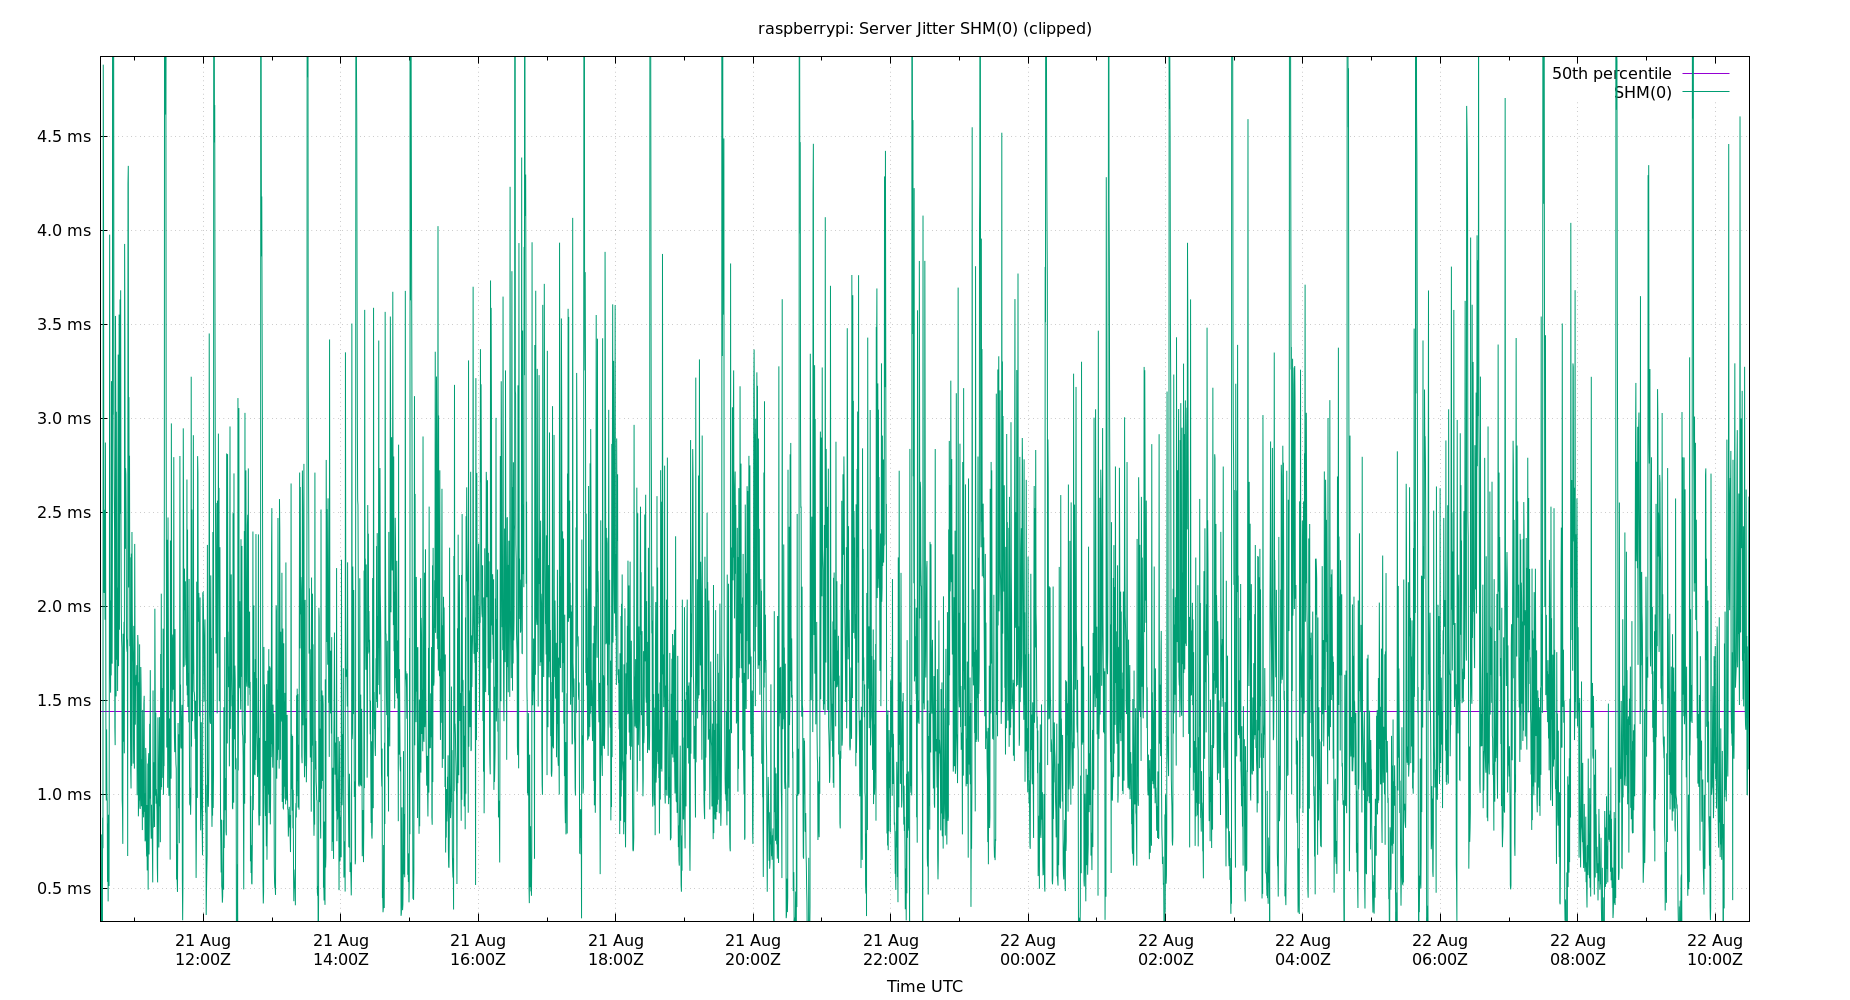 raspberrypi: Server Jitter SHM(0) (clipped)
50th percentile
SHM(0)
4.5 ms
4.0 ms
3.5 ms
3.0 ms
2.5 ms
2.0 ms
1.5 ms
1.0 ms
0.5 ms
21 Aug 21 Aug 21 Aug 21 Aug 21 Aug 21 Aug 22 Aug 22 Aug 22 Aug 22 Aug 22 Aug 22 Aug
12:00Z 14:00Z 16:00Z 18:00Z 20:00Z 22:00Z 00:00Z 02:00Z 04:00Z 06:00Z 08:00Z 10:00Z
Time UTC